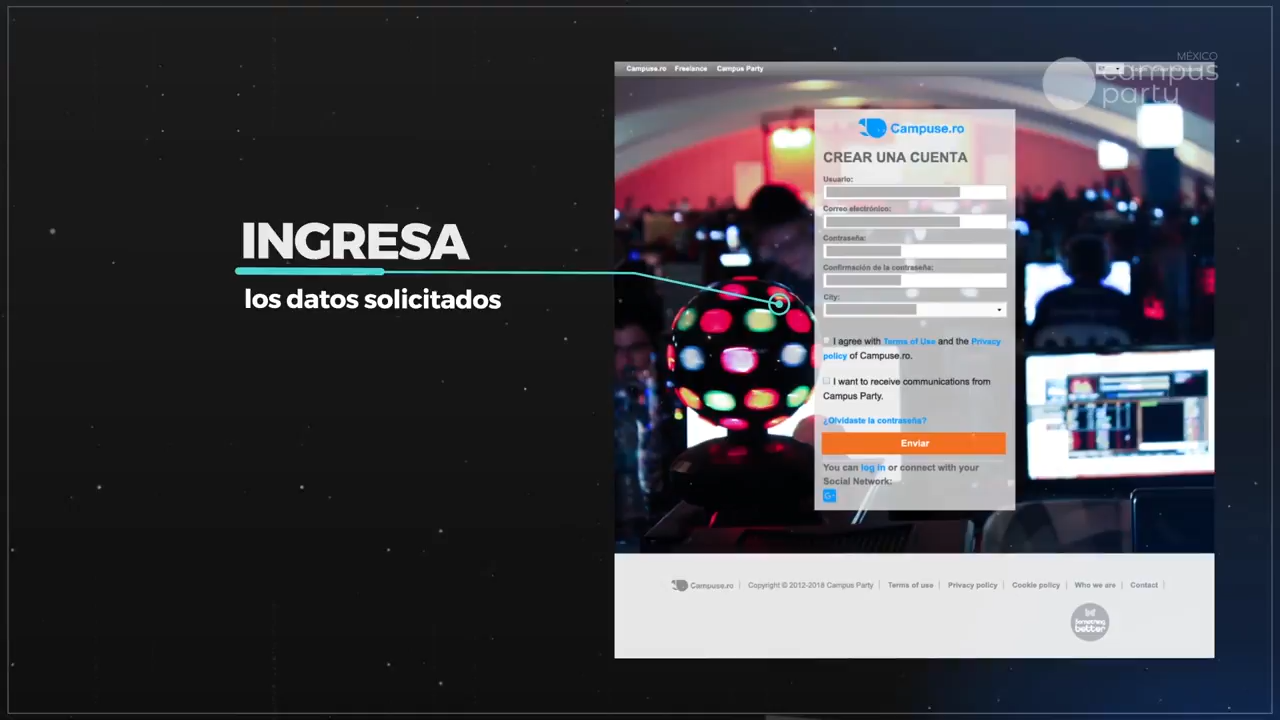 MÉXICO
campus
party
Campuse.ro Freelance Campus Party
INGRESA
los datos solicitados
Campuse.ro
CREAR UNA CUENTA
Usuario:
Correo electrónico:
Contraseña:
Confirmación de la contraseña:
City:
I agree with Terms of Use and the Privacy
policy of Campuse.ro.
I want to receive communications from
Campus Party.
¿Olvidaste la contraseña?
Enviar
You can log in or connect with your
Social Network:
G+
Campuse.ro | Copyright © 2012-2018 Campus Party | Terms of use | Privacy policy | Cookie policy | Who we are | Contact |
something
better